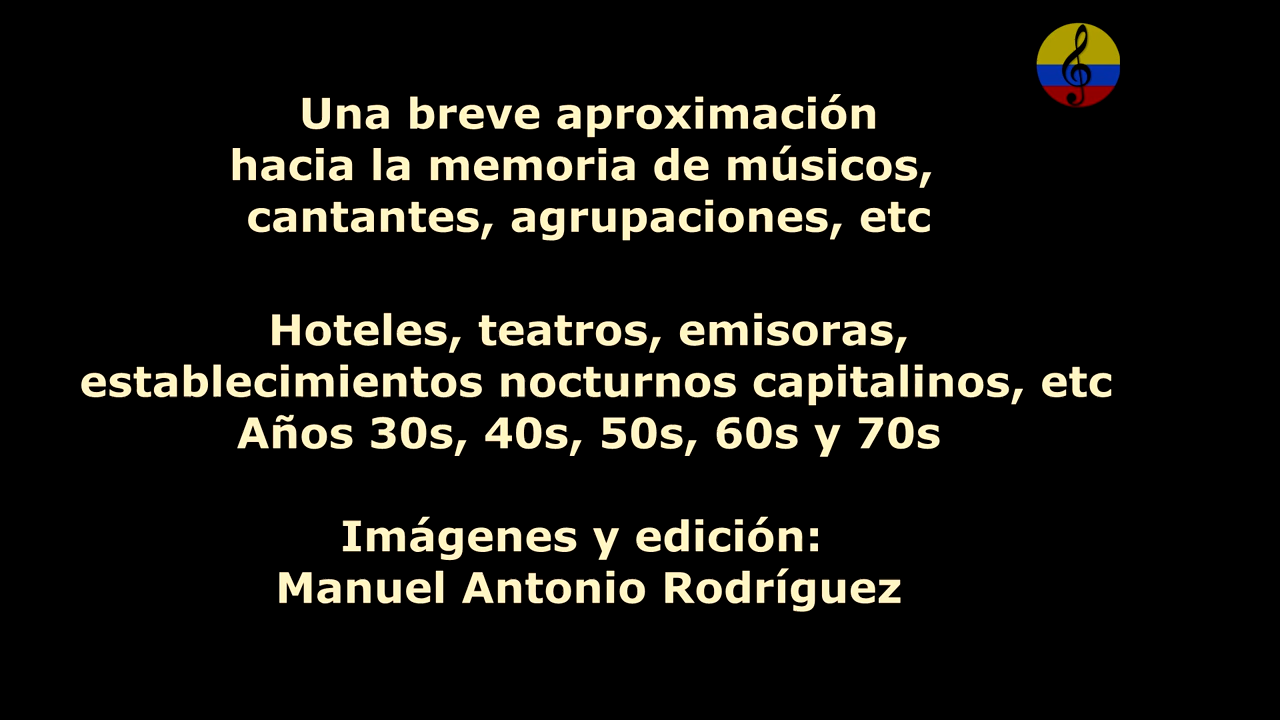 Una breve aproximación
hacia la memoria de músicos,
cantantes, agrupaciones, etc
Hoteles, teatros, emisoras,
establecimientos nocturnos capitalinos, etc
Años 30s, 40s, 50s, 60s y 70s
Imágenes y edición:
Manuel Antonio Rodríguez